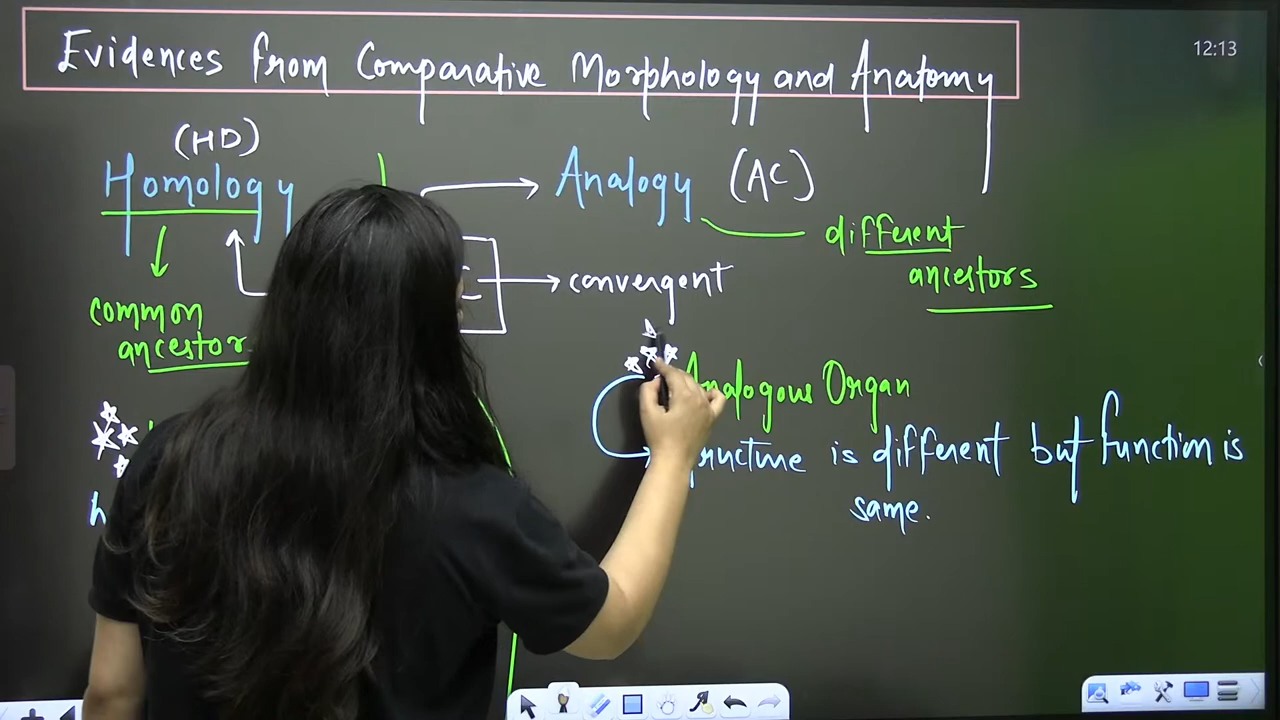 Evidences from Comparative Morphology and Anatomy
12:13
(HD)
Homology
Analogy (AC)
different
ancestors
convergent
common
ancestor
Analogous Organ
is different but function is
same.